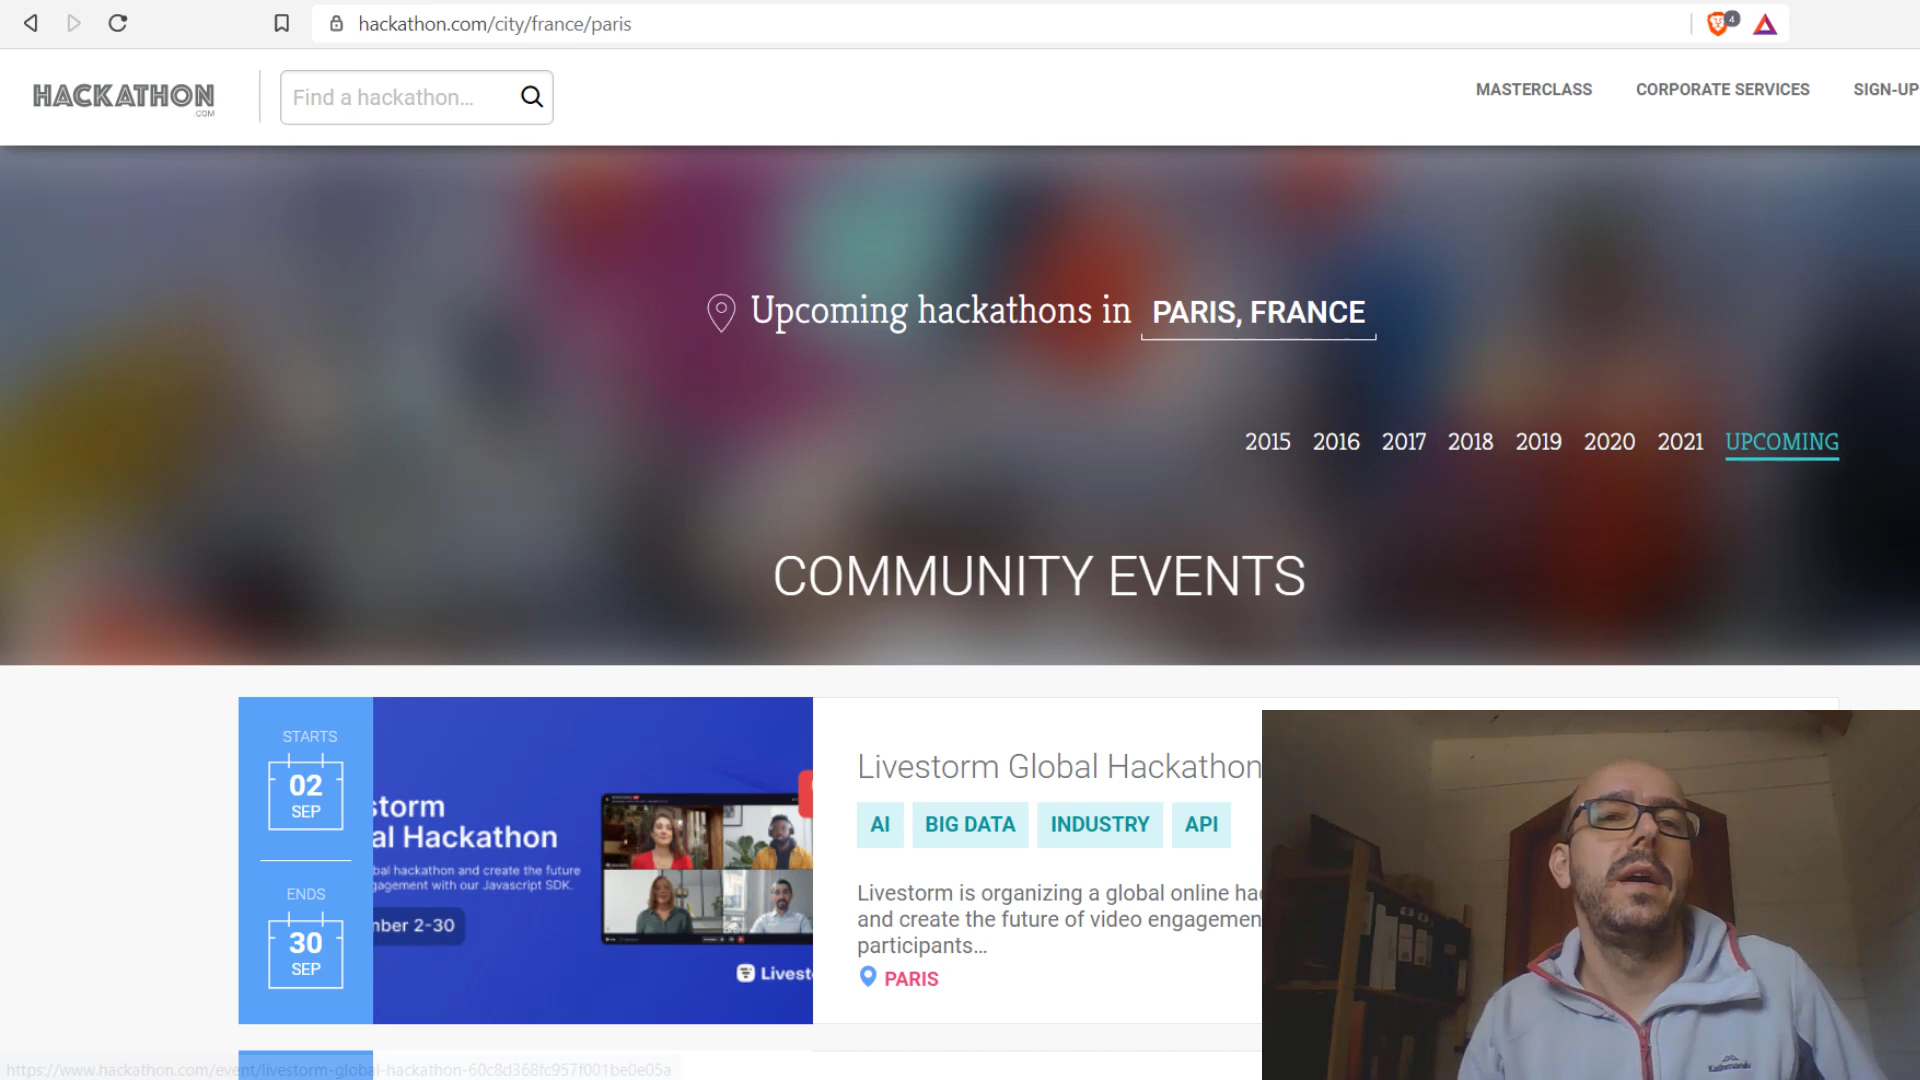 hackathon.com/city/france/paris
4
HACKATHON
.COM
Find a hackathon...
MASTERCLASS
CORPORATE SERVICES
SIGN-UP
Upcoming hackathons in PARIS, FRANCE
2015 2016 2017 2018 2019 2020 2021 UPCOMING
COMMUNITY EVENTS
STARTS
02
SEP
ENDS
30
SEP
storm
al Hackathon
bal hackathon and create the future
gagement with our Javascript SDK.
mber 2-30
Livest
Livestorm Global Hackathon
AI BIG DATA INDUSTRY API
Livestorm is organizing a global online ha
and create the future of video engagemen
participants...
PARIS
Kathmandu
https://www.hackathon.com/event/livestorm-global-hackathon-60c8d368fc957f001be0e05a